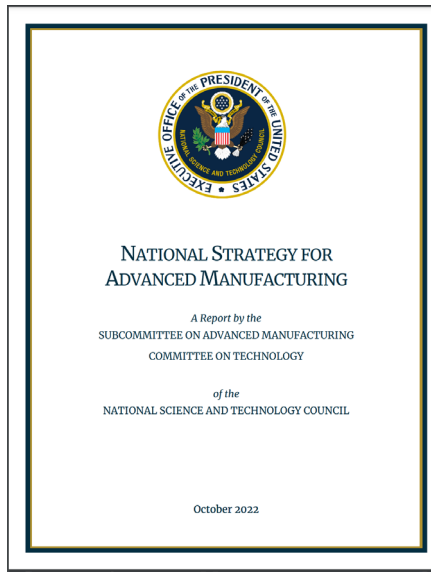 EXECUTIVE OFFICE OF THE PRESIDENT OF THE UNITED STATES
NATIONAL SCIENCE AND TECHNOLOGY COUNCIL
NATIONAL STRATEGY FOR
ADVANCED MANUFACTURING
A Report by the
SUBCOMMITTEE ON ADVANCED MANUFACTURING
COMMITTEE ON TECHNOLOGY
of the
NATIONAL SCIENCE AND TECHNOLOGY COUNCIL
October 2022